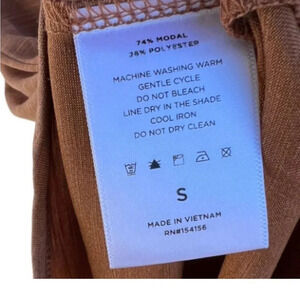 74% MODAL
26% POLYESTER
MACHINE WASHING WARM
GENTLE CYCLE
DO NOT BLEACH
LINE DRY IN THE SHADE
COOL IRON
DO NOT DRY CLEAN
S
MADE IN VIETNAM
RN#154156